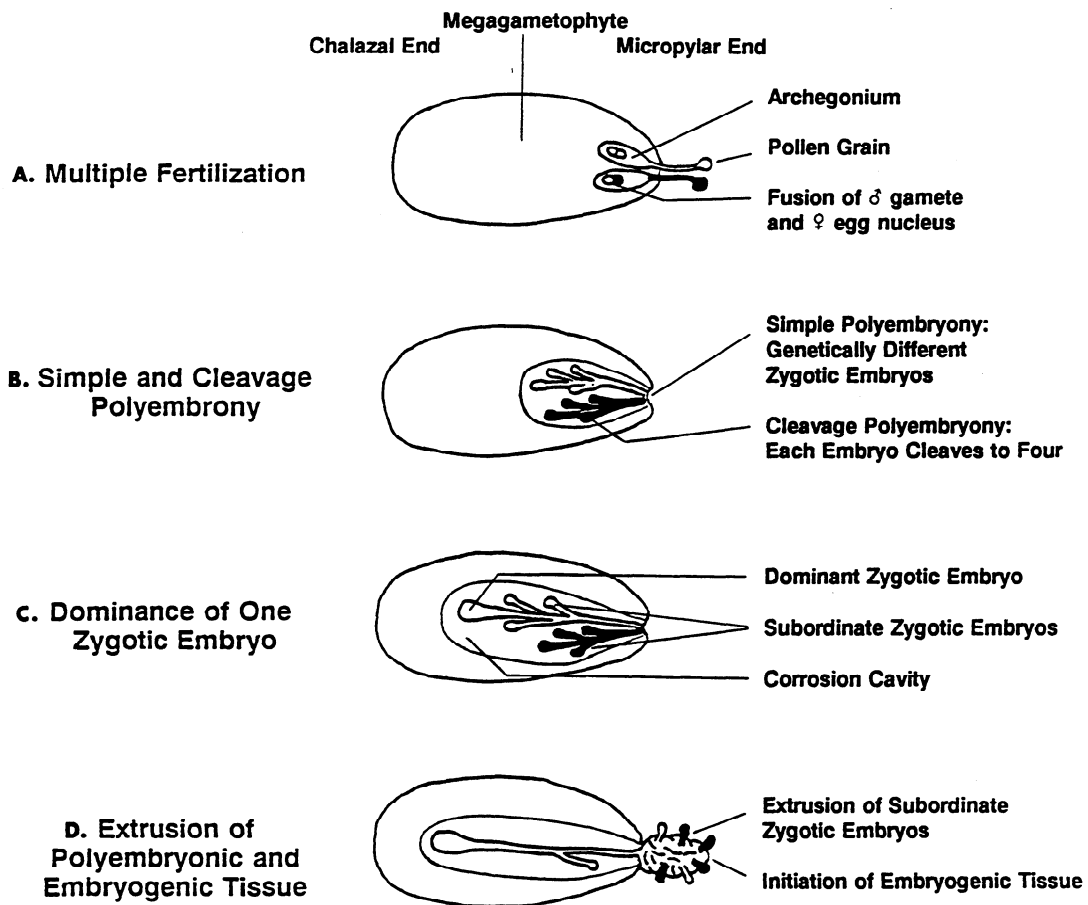 Megagametophyte
Chalazal End
Micropylar End
Archegonium
Pollen Grain
A. Multiple Fertilization
Fusion of ♂ gamete
and ♀ egg nucleus
Simple Polyembryony:
Genetically Different
Zygotic Embryos
B. Simple and Cleavage
Polyembrony
Cleavage Polyembryony:
Each Embryo Cleaves to Four
Dominant Zygotic Embryo
C. Dominance of One
Zygotic Embryo
Subordinate Zygotic Embryos
Corrosion Cavity
Extrusion of Subordinate
Zygotic Embryos
D. Extrusion of
Polyembryonic and
Embryogenic Tissue
Initiation of Embryogenic Tissue